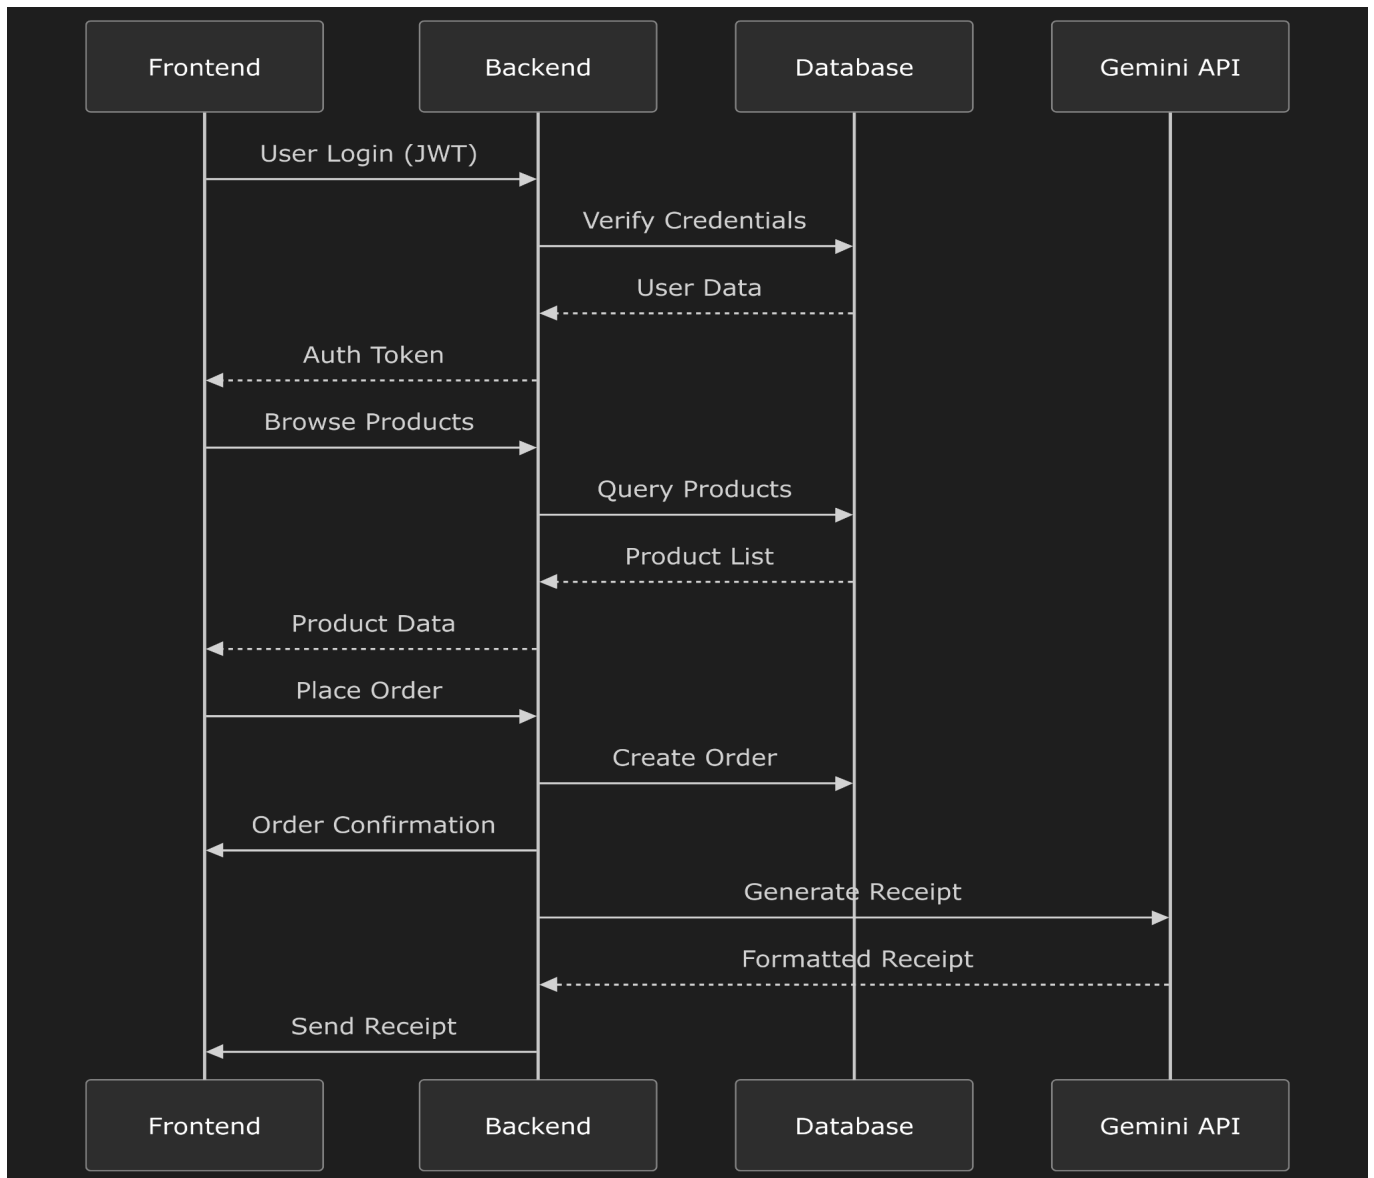 Frontend
Backend
Database
Gemini API
User Login (JWT)
Verify Credentials
User Data
Auth Token
Browse Products
Query Products
Product List
Product Data
Place Order
Create Order
Order Confirmation
Generate Receipt
Formatted Receipt
Send Receipt
Frontend
Backend
Database
Gemini API